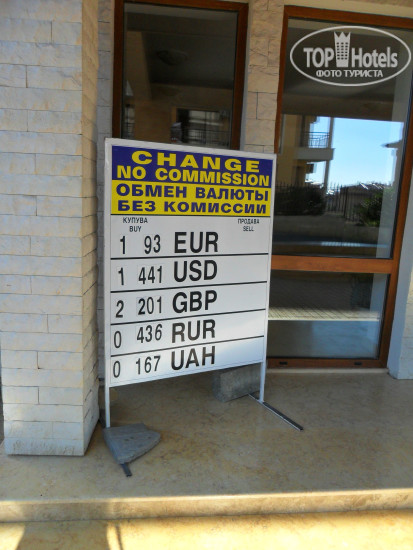 TOP Hotels
ФОТО ТУРИСТА
CHANGE
NO COMMISSION
ОБМЕН ВАЛЮТЫ
БЕЗ КОМИССИИ
КУПУВА ПРОДАВА
BUY SELL
1 93 EUR
1 441 USD
2 201 GBP
0 436 RUR
0 167 UAH